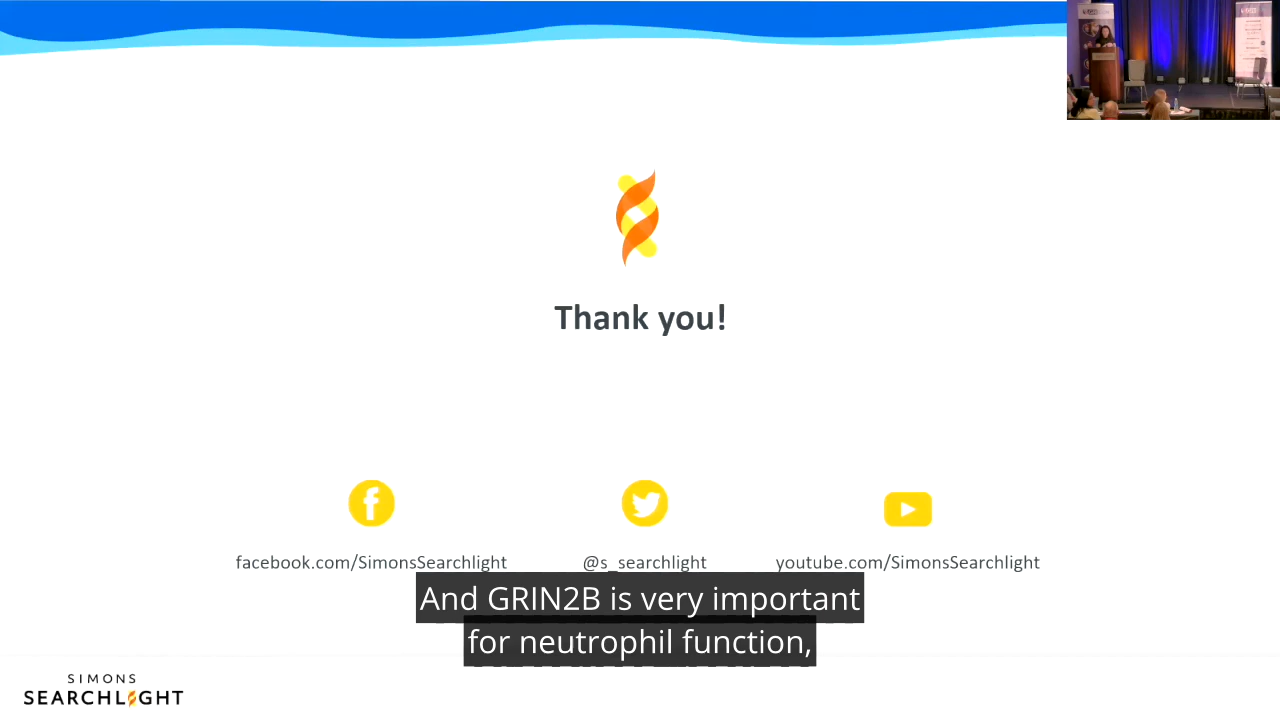 Thank you!
facebook.com/SimonsSearchlight
@s_searchlight
youtube.com/SimonsSearchlight
And GRIN2B is very important
for neutrophil function,
SIMONS
SEARCHLIGHT